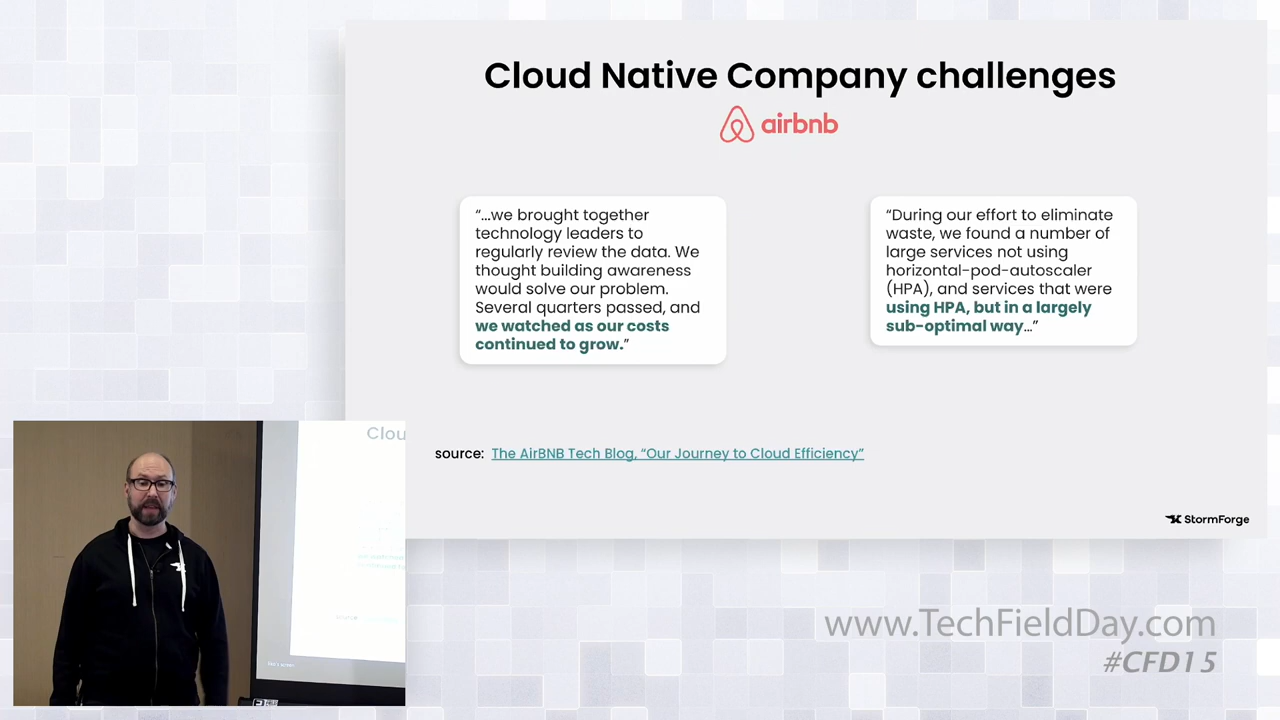 Cloud Native Company challenges
airbnb
“...we brought together
technology leaders to
regularly review the data. We
thought building awareness
would solve our problem.
Several quarters passed, and
we watched as our costs
continued to grow.”
“During our effort to eliminate
waste, we found a number of
large services not using
horizontal-pod-autoscaler
(HPA), and services that were
using HPA, but in a largely
sub-optimal way...”
source: The AirBNB Tech Blog, “Our Journey to Cloud Efficiency”
StormForge
Clou
www.TechFieldDay.com
#CFD15